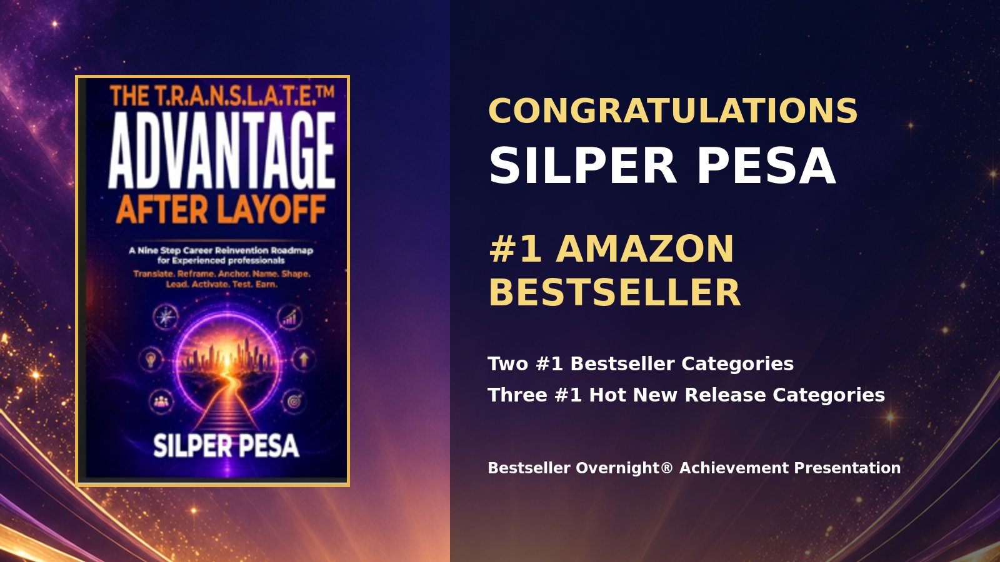 THE T.R.A.N.S.L.A.T.E.™
ADVANTAGE
AFTER LAYOFF
A Nine Step Career Reinvention Roadmap
for Experienced professionals
Translate. Reframe. Anchor. Name. Shape.
Lead. Activate. Test. Earn.
SILPER PESA
CONGRATULATIONS
SILPER PESA
#1 AMAZON
BESTSELLER
Two #1 Bestseller Categories
Three #1 Hot New Release Categories
Bestseller Overnight® Achievement Presentation